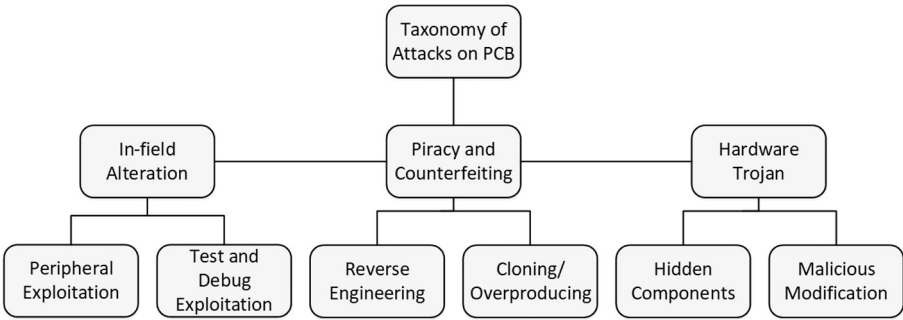 Taxonomy of
Attacks on PCB
In-field
Alteration
Piracy and
Counterfeiting
Hardware
Trojan
Peripheral
Exploitation
Test and
Debug
Exploitation
Reverse
Engineering
Cloning/
Overproducing
Hidden
Components
Malicious
Modification